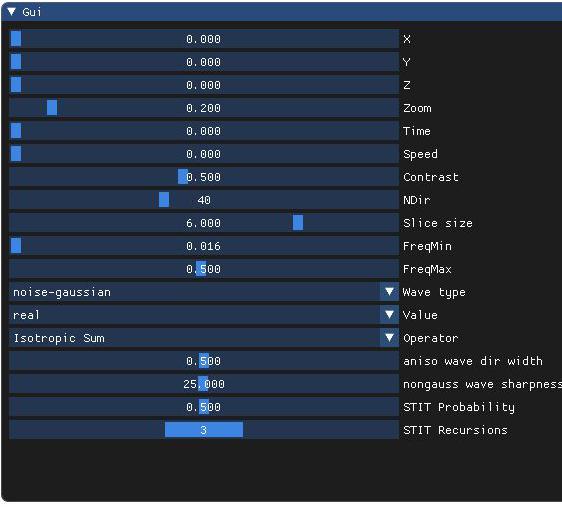 Gui
0.000 X
0.000 Y
0.000 Z
0.200 Zoom
0.000 Time
0.000 Speed
0.500 Contrast
40 NDir
6.000 Slice size
0.016 FreqMin
0.500 FreqMax
noise-gaussian Wave type
real Value
Isotropic Sum Operator
0.500 aniso wave dir width
25.000 nongauss wave sharpness
0.500 STIT Probability
3 STIT Recursions